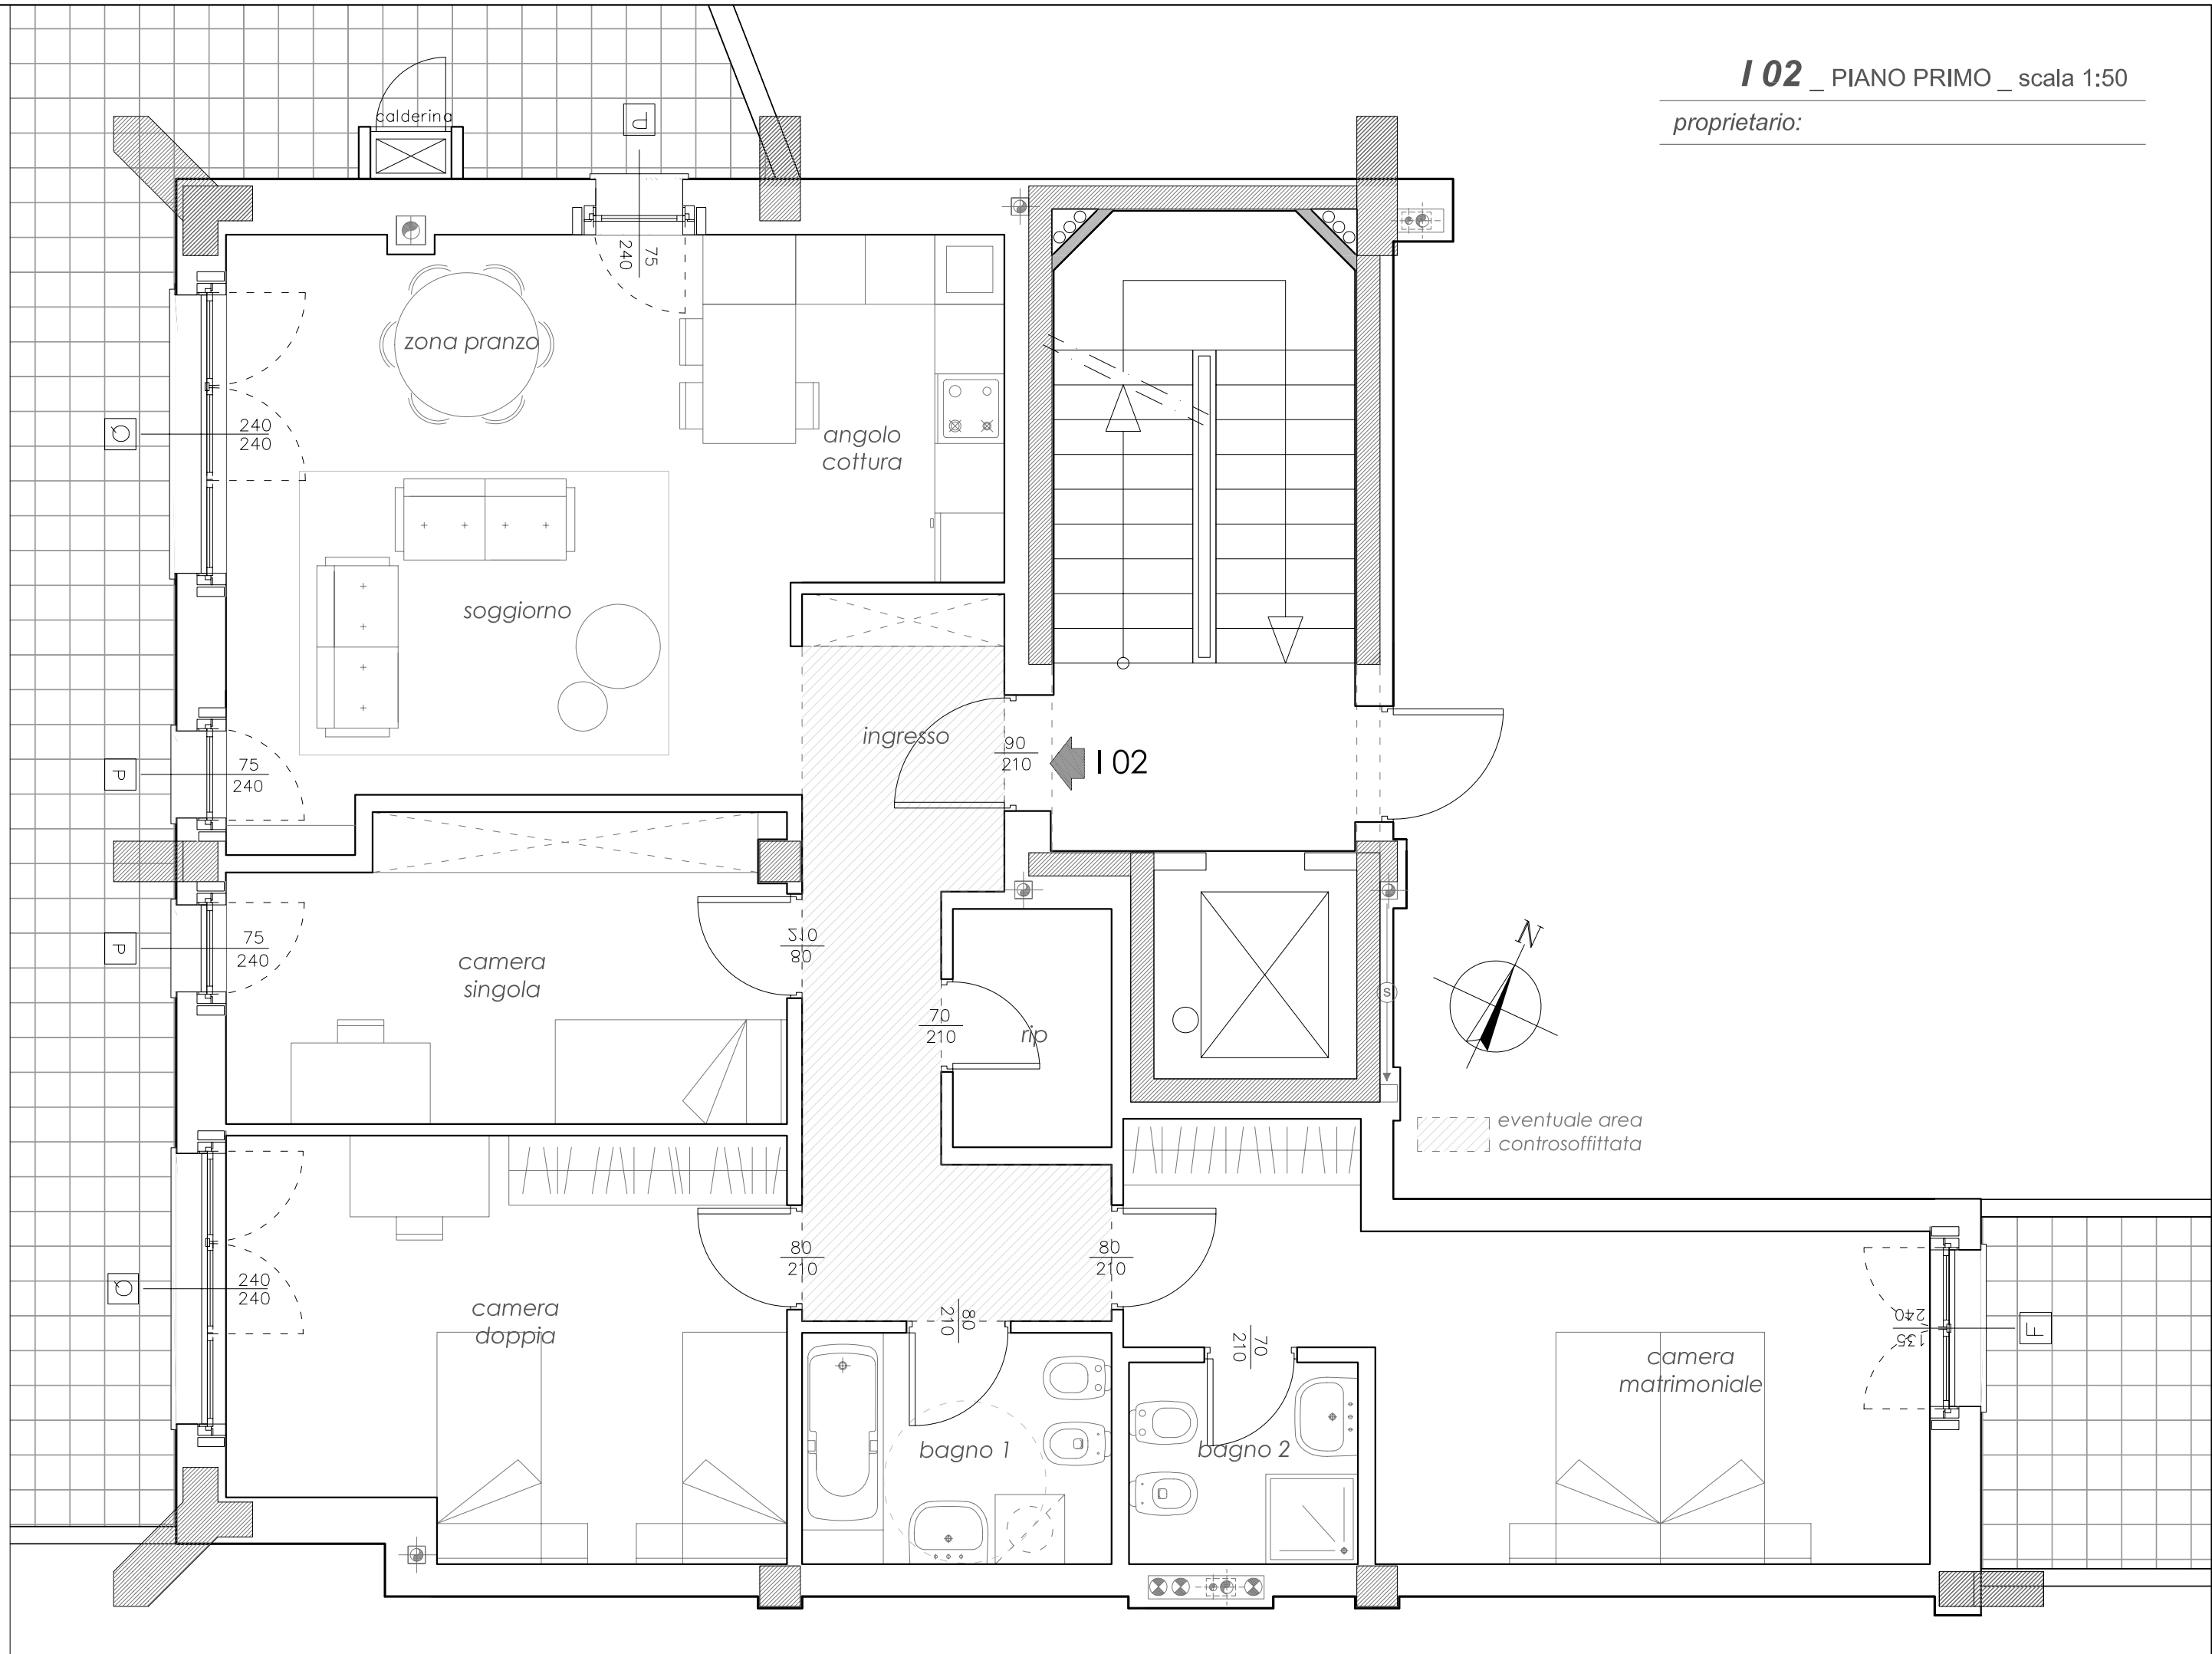 I 02 _ PIANO PRIMO _ scala 1:50
proprietario:
calderina
U
75
240
zona pranzo
Q
240
240
angolo
cottura
soggiorno
ingresso
90
210
I 02
P
75
240
210
80
P
75
240
camera
singola
N
S
70
210
rip
eventuale area
controsoffittata
80
210
80
210
Q
240
240
camera
doppia
80
210
70
210
135
240
F
camera
matrimoniale
bagno 1
bagno 2